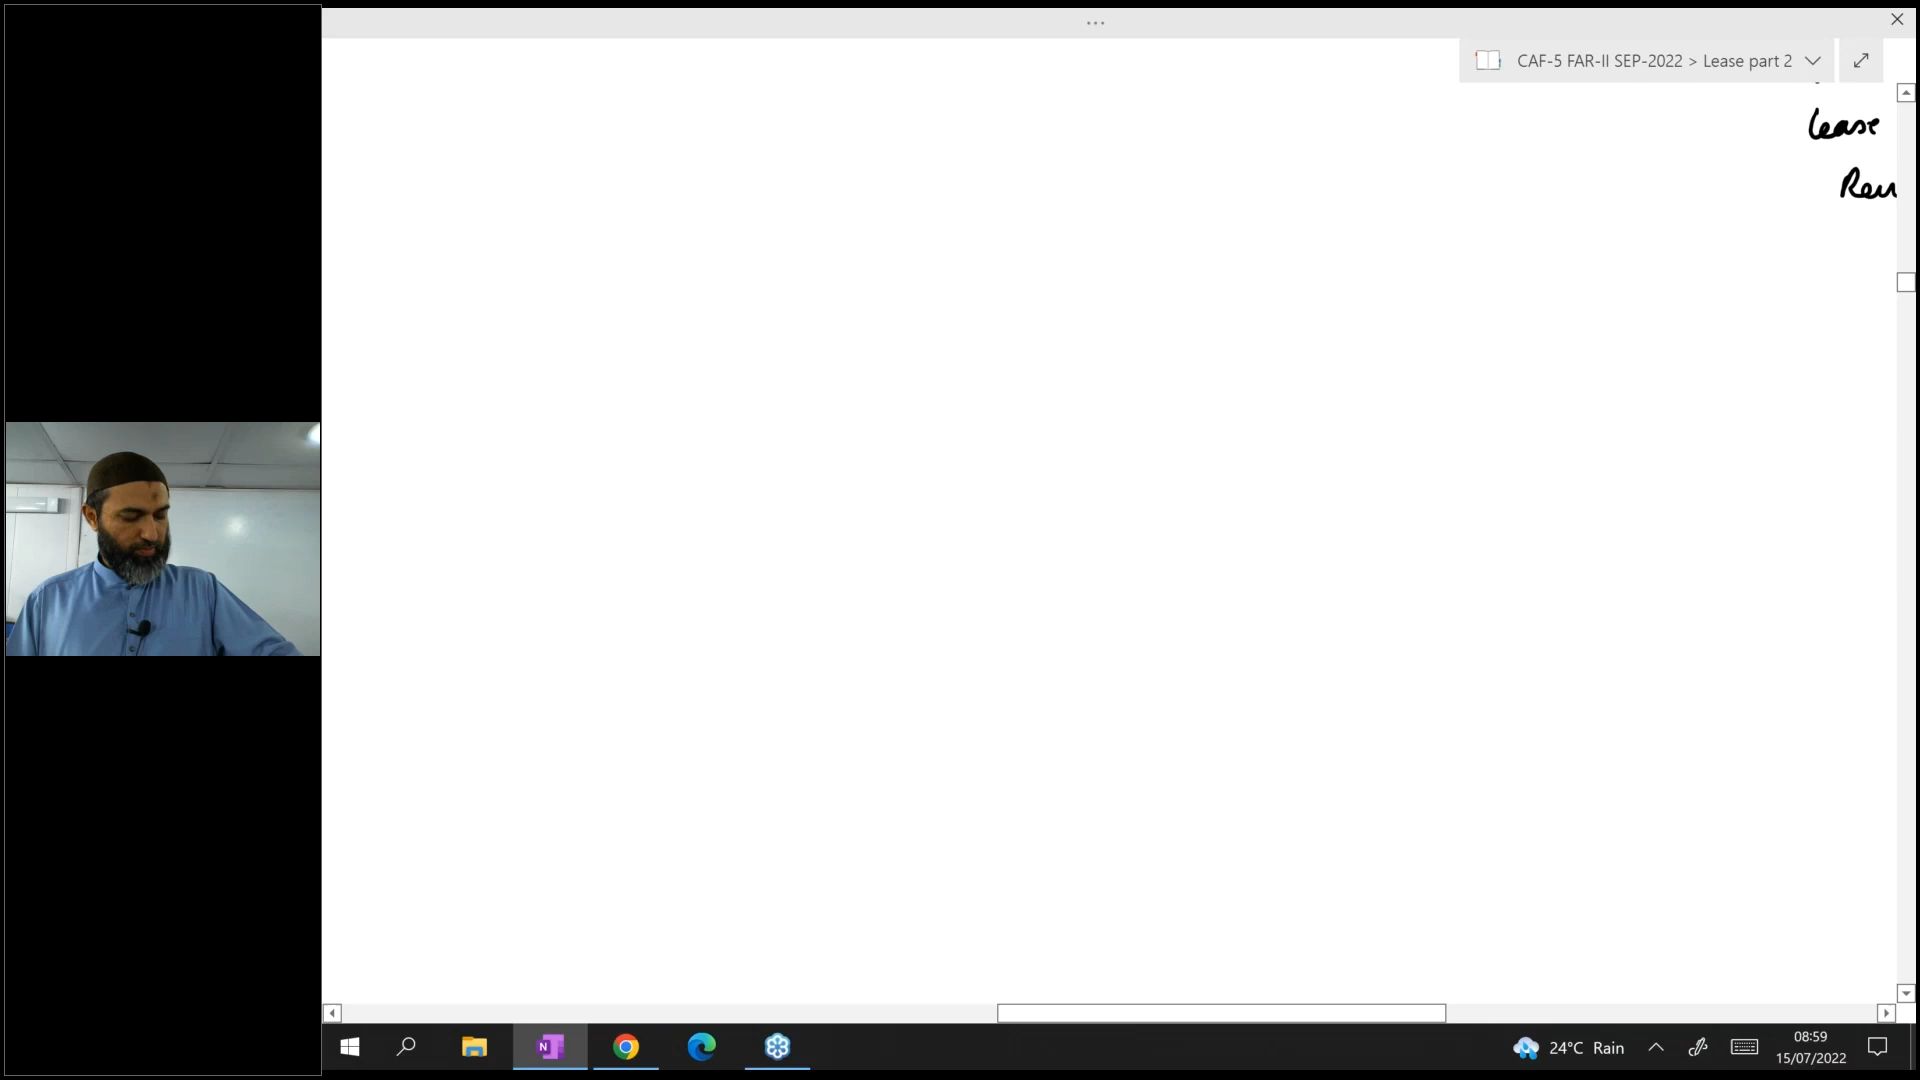 CAF-5 FAR-II SEP-2022 > Lease part 2
Lease
24°C Rain
08:59
15/07/2022